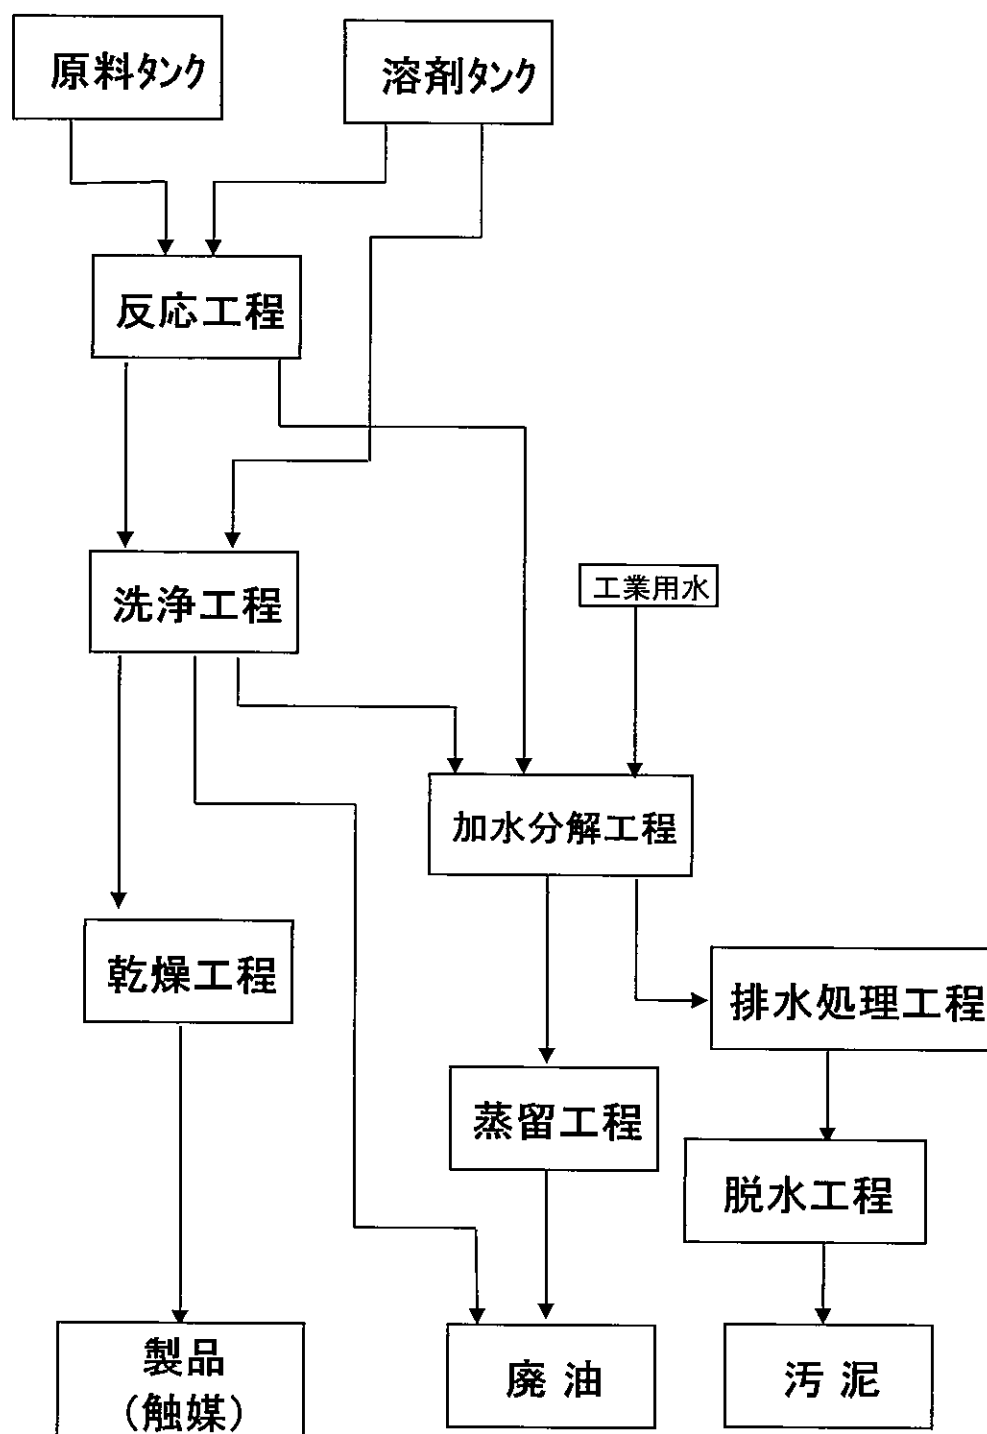 原料タンク
溶剤タンク
反応工程
洗浄工程
工業用水
加水分解工程
乾燥工程
排水処理工程
蒸留工程
脱水工程
製品
（触媒）
廃 油
汚 泥